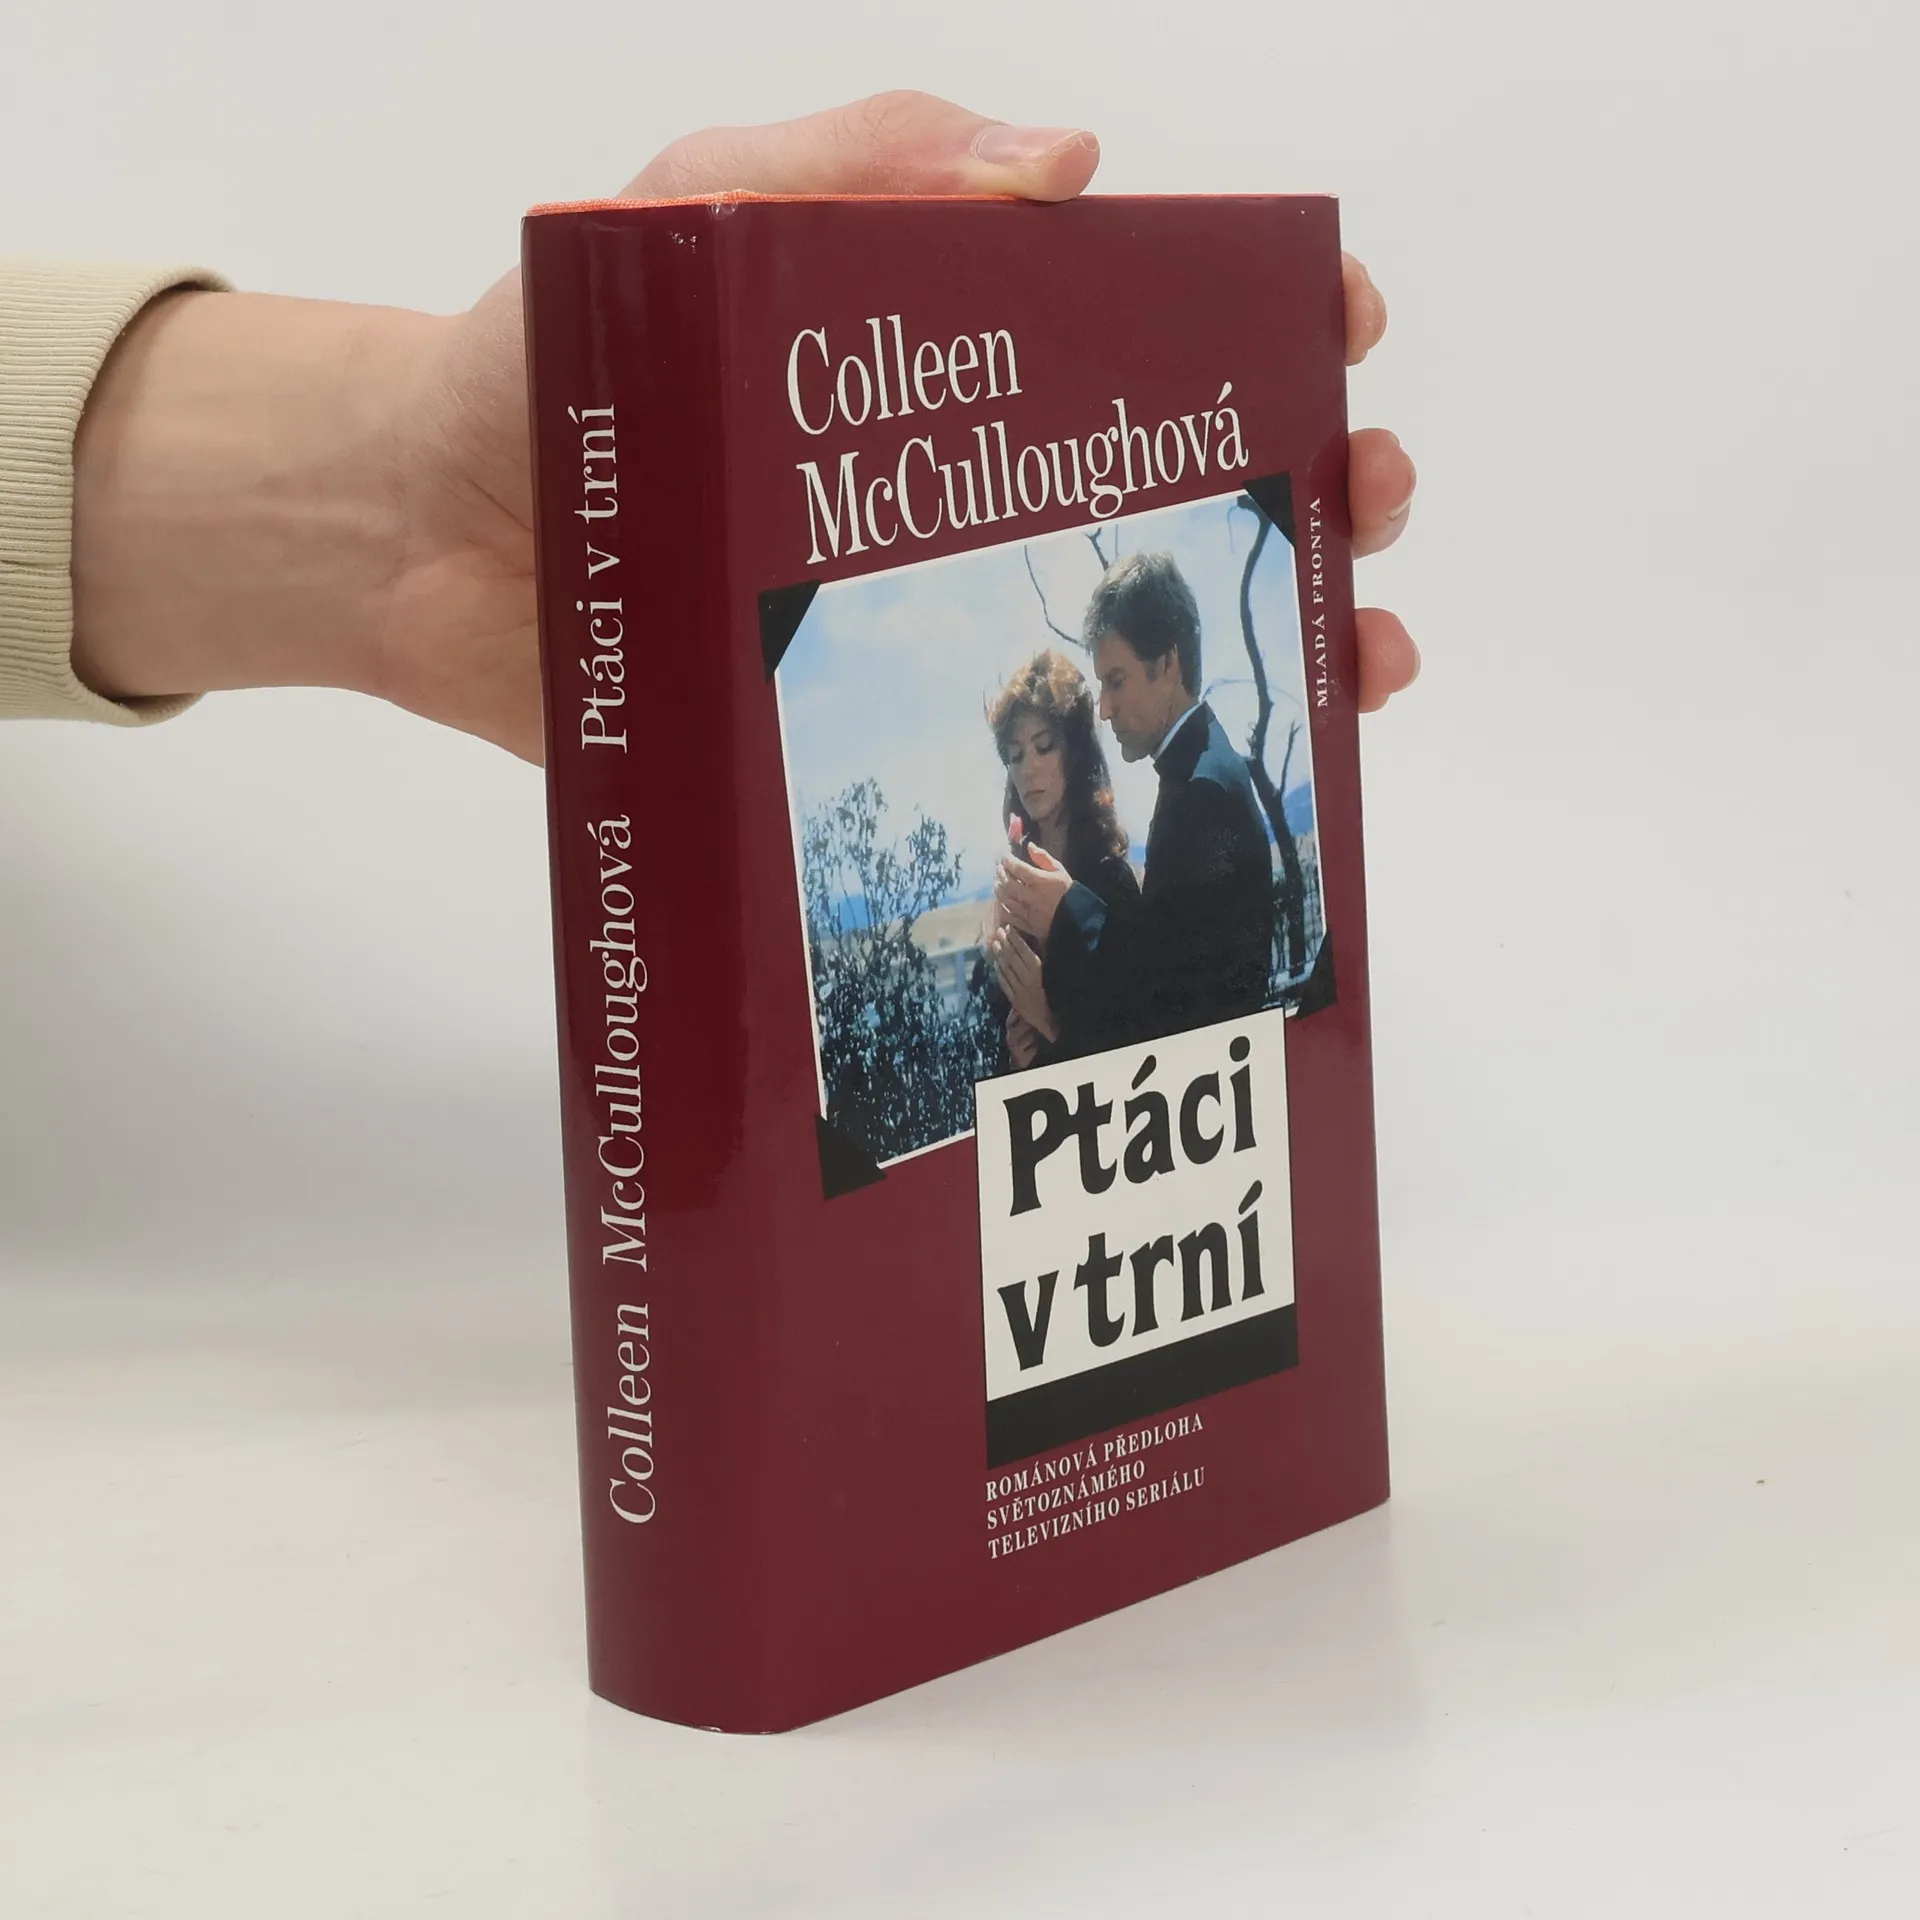 Colleen McCulloughová Ptáci v trní
Colleen
McCulloughová
MLADÁ FRONTA
Ptáci
v trní
ROMÁNOVÁ PŘEDLOHA
SVĚTOZNÁMÉHO
TELEVIZNÍHO SERIÁLU